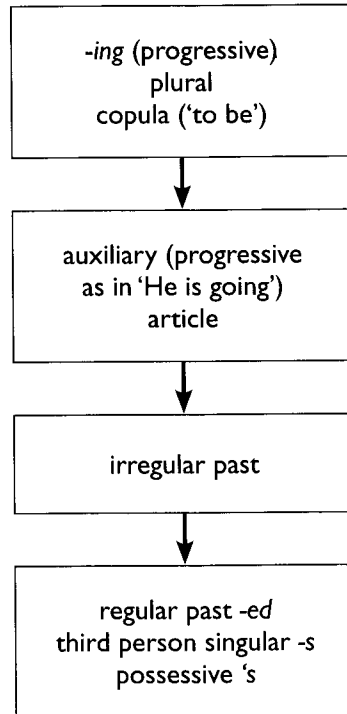 -ing (progressive)
plural
copula (‘to be’)
auxiliary (progressive
as in ‘He is going’)
article
irregular past
regular past -ed
third person singular -s
possessive ‘s